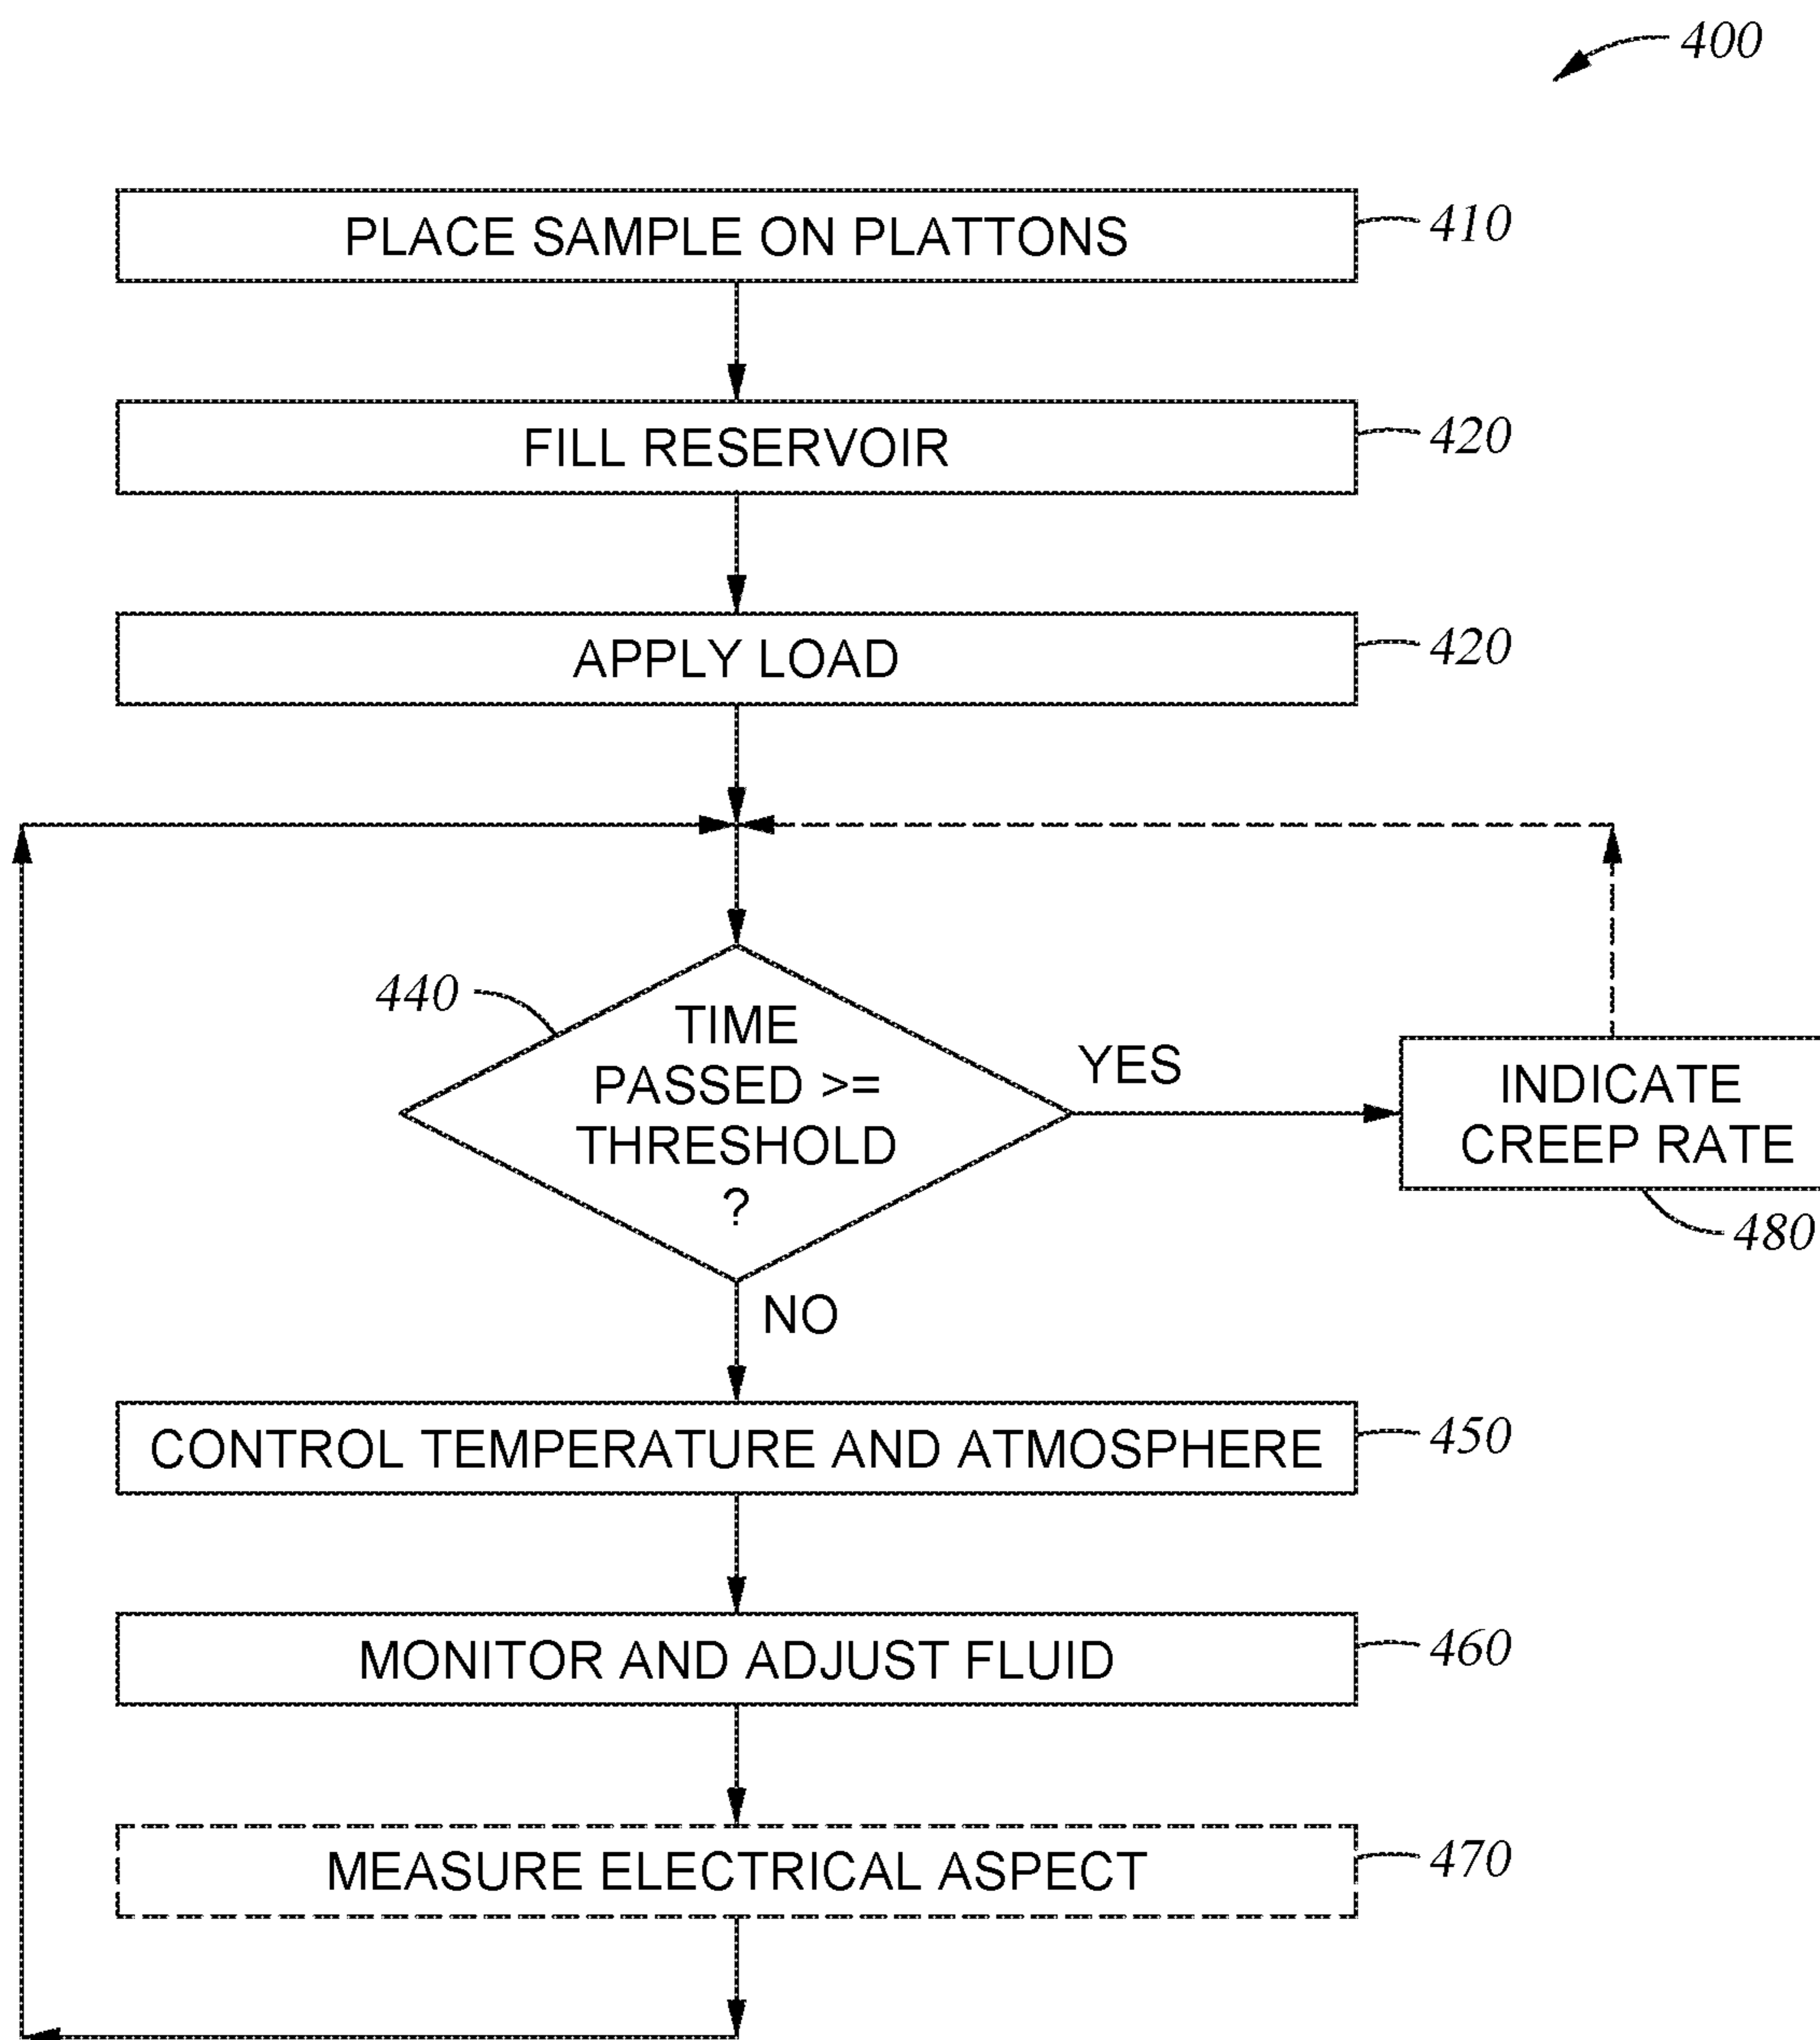 400
PLACE SAMPLE ON PLATTONS
410
FILL RESERVOIR
420
APPLY LOAD
420
440
TIME
PASSED >=
THRESHOLD
?
YES
INDICATE
CREEP RATE
480
NO
CONTROL TEMPERATURE AND ATMOSPHERE
450
MONITOR AND ADJUST FLUID
460
MEASURE ELECTRICAL ASPECT
470